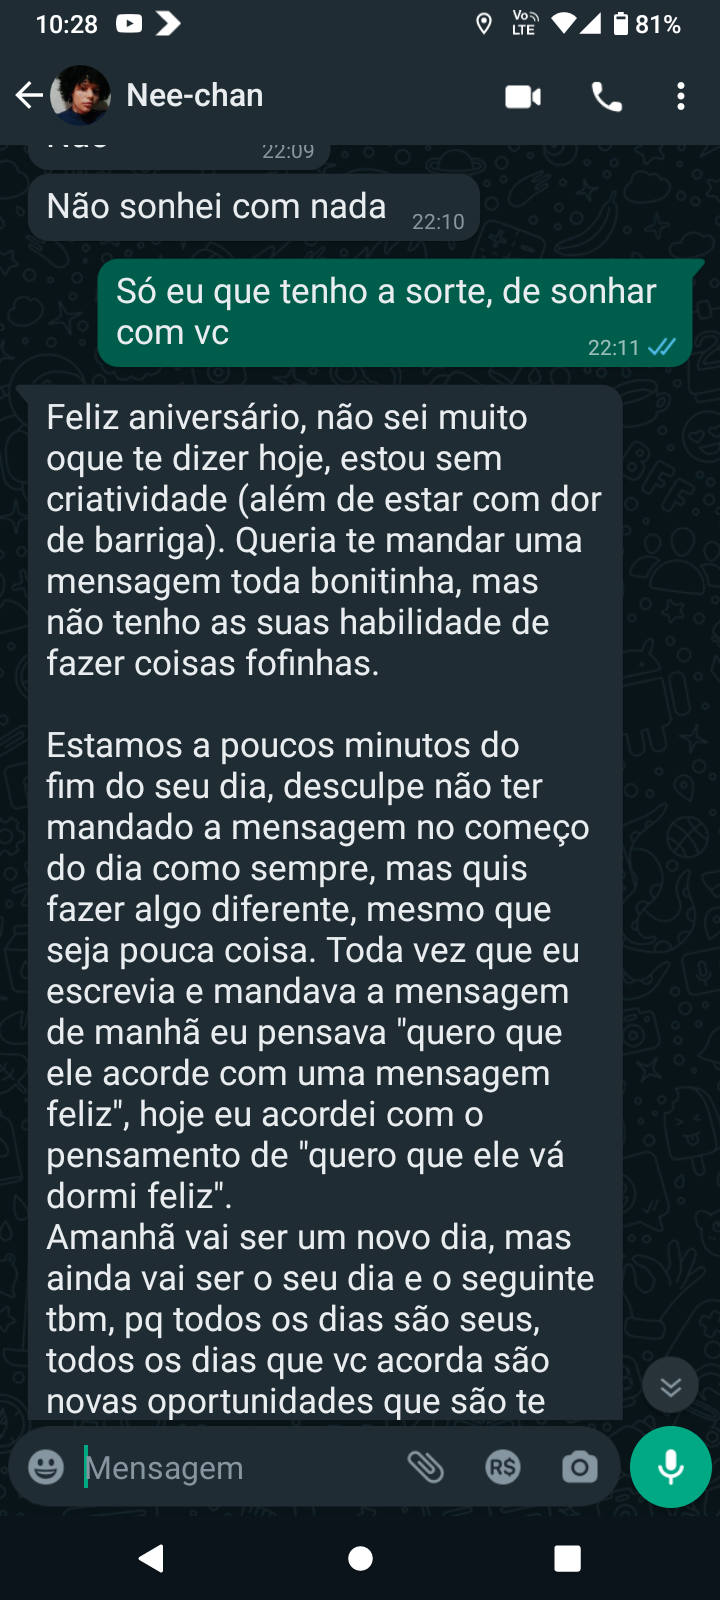 10:28
Vo
LTE
81%
Nee-chan
22:09
Não sonhei com nada
22:10
Só eu que tenho a sorte, de sonhar
com vc
22:11
Feliz aniversário, não sei muito
oque te dizer hoje, estou sem
criatividade (além de estar com dor
de barriga). Queria te mandar uma
mensagem toda bonitinha, mas
não tenho as suas habilidade de
fazer coisas fofinhas.
Estamos a poucos minutos do
fim do seu dia, desculpe não ter
mandado a mensagem no começo
do dia como sempre, mas quis
fazer algo diferente, mesmo que
seja pouca coisa. Toda vez que eu
escrevia e mandava a mensagem
de manhã eu pensava "quero que
ele acorde com uma mensagem
feliz", hoje eu acordei com o
pensamento de "quero que ele vá
dormi feliz".
Amanhã vai ser um novo dia, mas
ainda vai ser o seu dia e o seguinte
tbm, pq todos os dias são seus,
todos os dias que vc acorda são
novas oportunidades que são te
Mensagem
R$